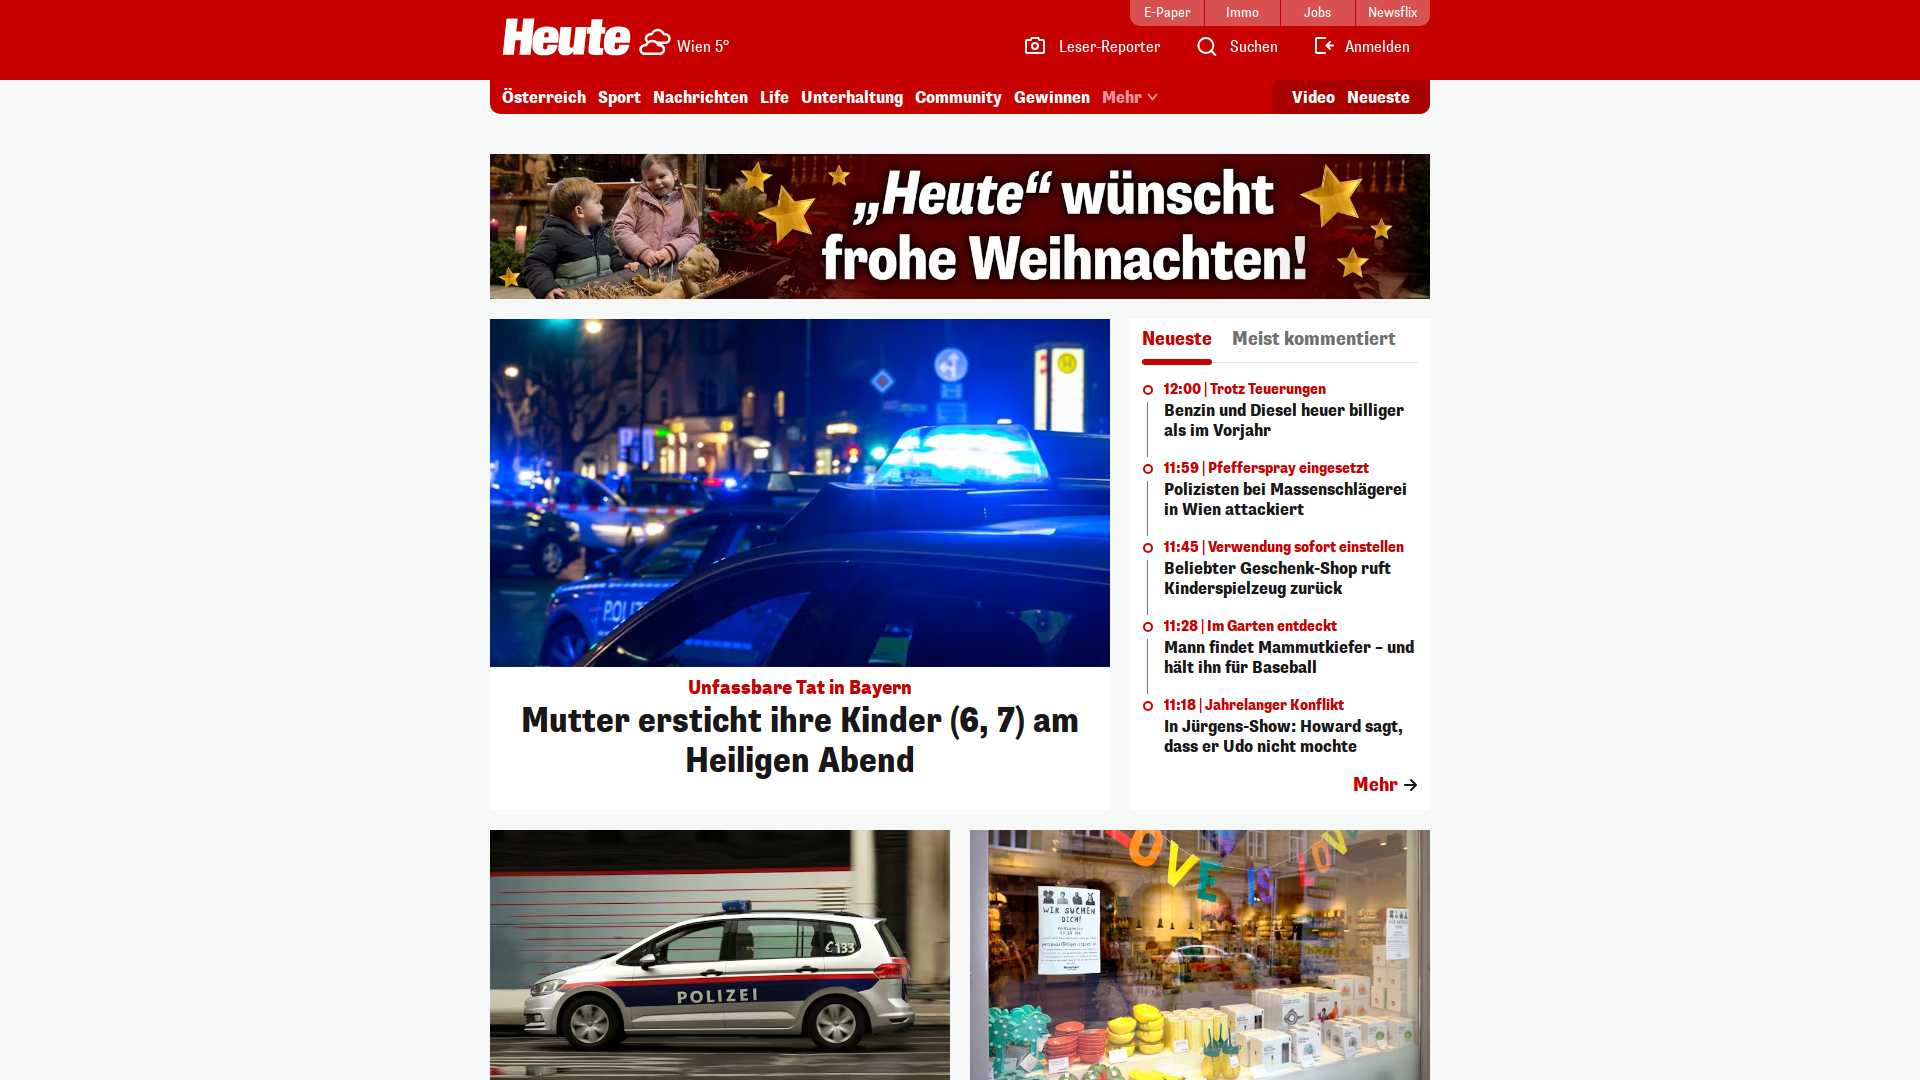 E-Paper
Immo
Jobs
Newsflix
Heute
Wien 5°
Leser-Reporter
Suchen
Anmelden
Österreich
Sport
Nachrichten
Life
Unterhaltung
Community
Gewinnen
Mehr
Video
Neueste
„Heute“ wünscht
frohe Weihnachten!
Unfassbare Tat in Bayern
Mutter ersticht ihre Kinder (6, 7) am
Heiligen Abend
Neueste
Meist kommentiert
12:00 | Trotz Teuerungen
Benzin und Diesel heuer billiger
als im Vorjahr
11:59 | Pfefferspray eingesetzt
Polizisten bei Massenschlägerei
in Wien attackiert
11:45 | Verwendung sofort einstellen
Beliebter Geschenk-Shop ruft
Kinderspielzeug zurück
11:28 | Im Garten entdeckt
Mann findet Mammutkiefer – und
hält ihn für Baseball
11:18 | Jahrelanger Konflikt
In Jürgens-Show: Howard sagt,
dass er Udo nicht mochte
Mehr
133
POLIZEI
LOVE IS LOVE
WIR SUCHEN
DICH!